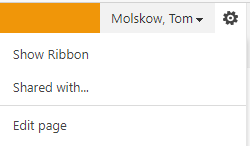 Molskow, Tom
Show Ribbon
Shared with...
Edit page